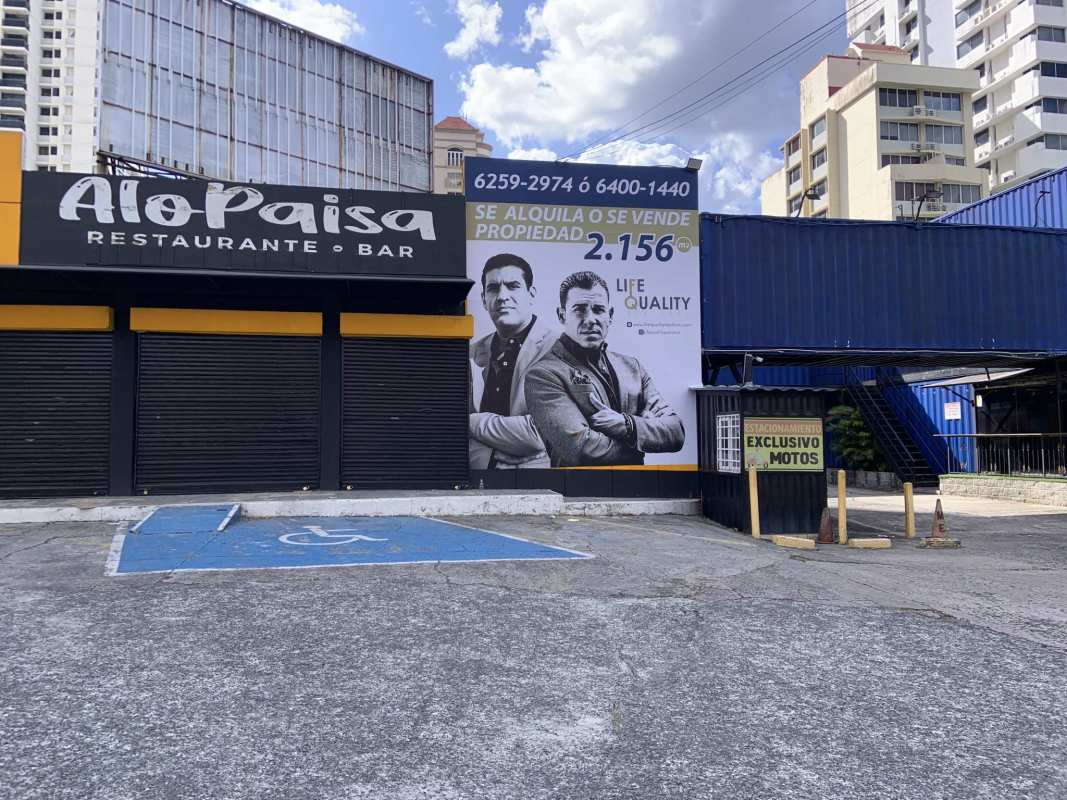 AloPaisa
RESTAURANTE BAR
6259-2974 ó 6400-1440
SE ALQUILA O SE VENDE
PROPIEDAD 2.156 m2
LIFE
QUALITY
ESTACIONAMIENTO
EXCLUSIVO
MOTOS